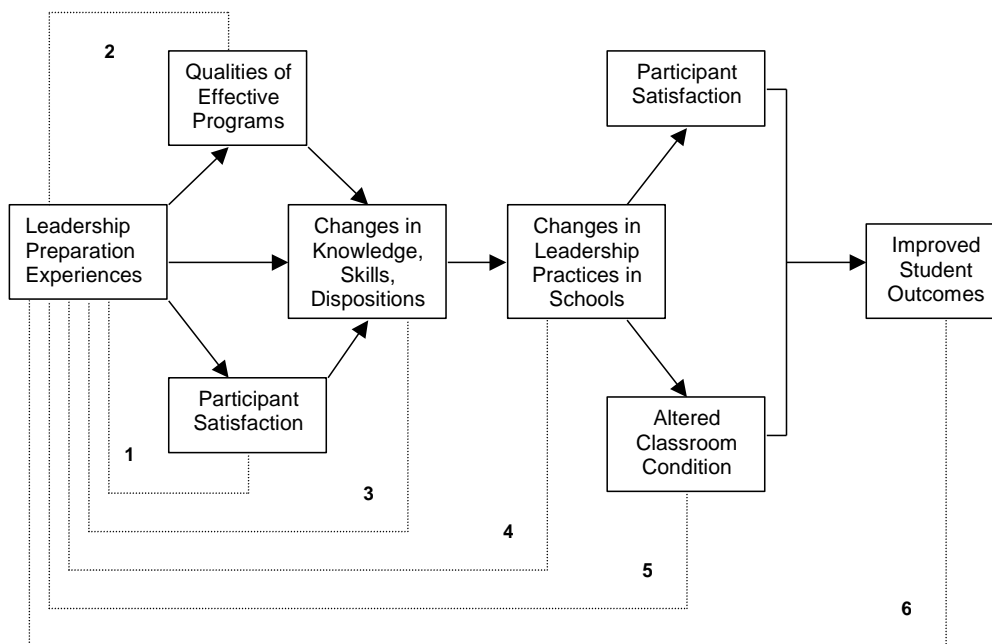 2
Qualities of
Effective
Programs
Participant
Satisfaction
Leadership
Preparation
Experiences
Changes in
Knowledge,
Skills,
Dispositions
Changes in
Leadership
Practices in
Schools
Improved
Student
Outcomes
Participant
Satisfaction
Altered
Classroom
Condition
1
3
4
5
6